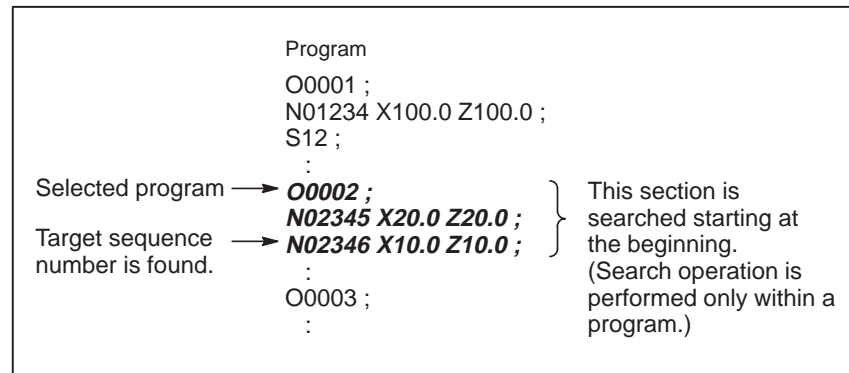 Program
O0001 ;
N01234 X100.0 Z100.0 ;
S12 ;
:
Selected program
O0002 ;
N02345 X20.0 Z20.0 ;
Target sequence
number is found.
N02346 X10.0 Z10.0 ;
:
O0003 ;
:
This section is
searched starting at
the beginning.
(Search operation is
performed only within a
program.)